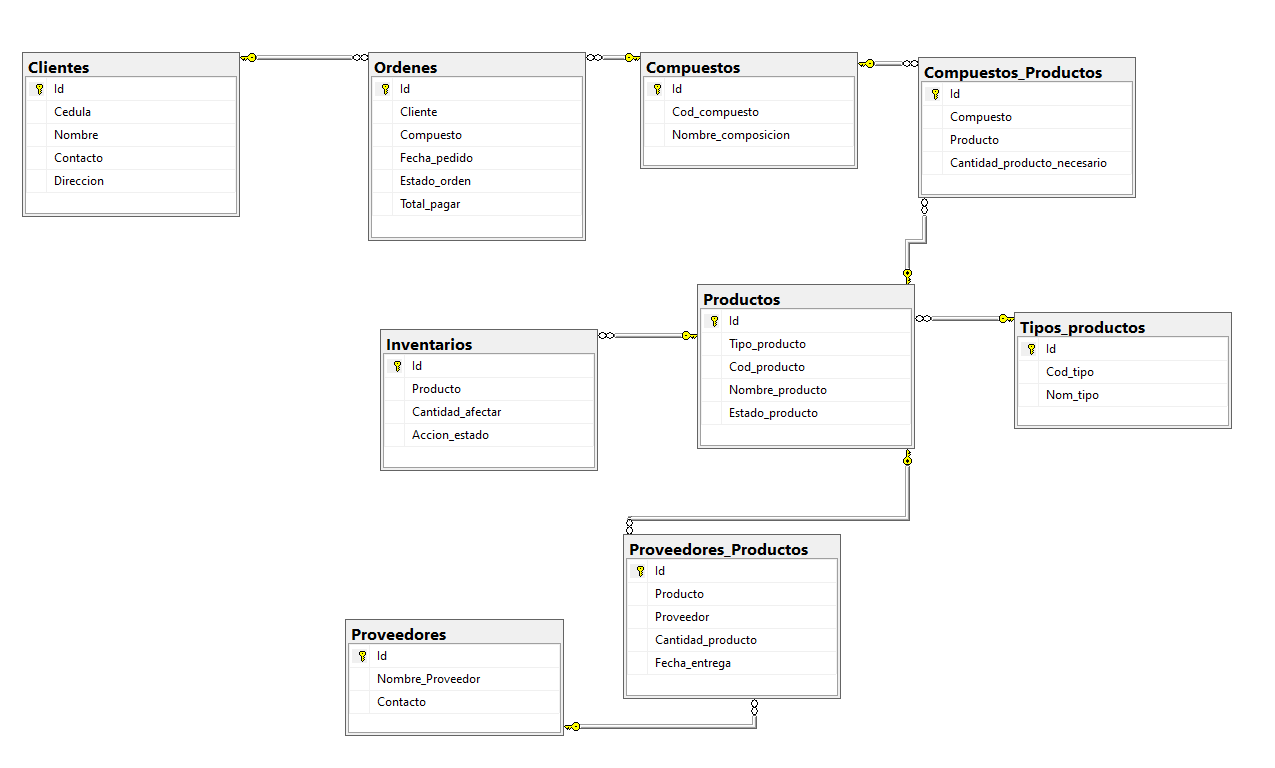 Clientes
Id
Cedula
Nombre
Contacto
Direccion
Ordenes
Id
Cliente
Compuesto
Fecha_pedido
Estado_orden
Total_pagar
Compuestos
Id
Cod_compuesto
Nombre_composicion
Compuestos_Productos
Id
Compuesto
Producto
Cantidad_producto_necesario
Inventarios
Id
Producto
Cantidad_afectar
Accion_estado
Productos
Id
Tipo_producto
Cod_producto
Nombre_producto
Estado_producto
Tipos_productos
Id
Cod_tipo
Nom_tipo
Proveedores
Id
Nombre_Proveedor
Contacto
Proveedores_Productos
Id
Producto
Proveedor
Cantidad_producto
Fecha_entrega